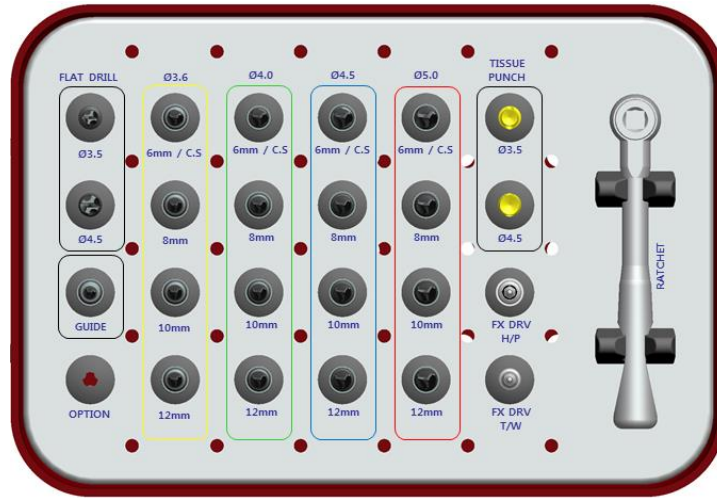 FLAT DRILL
Ø3.6
Ø4.0
Ø4.5
Ø5.0
TISSUE
PUNCH
Ø3.5
6mm / C.S
6mm / C.S
6mm / C.S
6mm / C.S
Ø3.5
Ø4.5
8mm
8mm
8mm
8mm
Ø4.5
RATCHET
GUIDE
10mm
10mm
10mm
10mm
FX DRV
H/P
OPTION
12mm
12mm
12mm
12mm
FX DRV
T/W